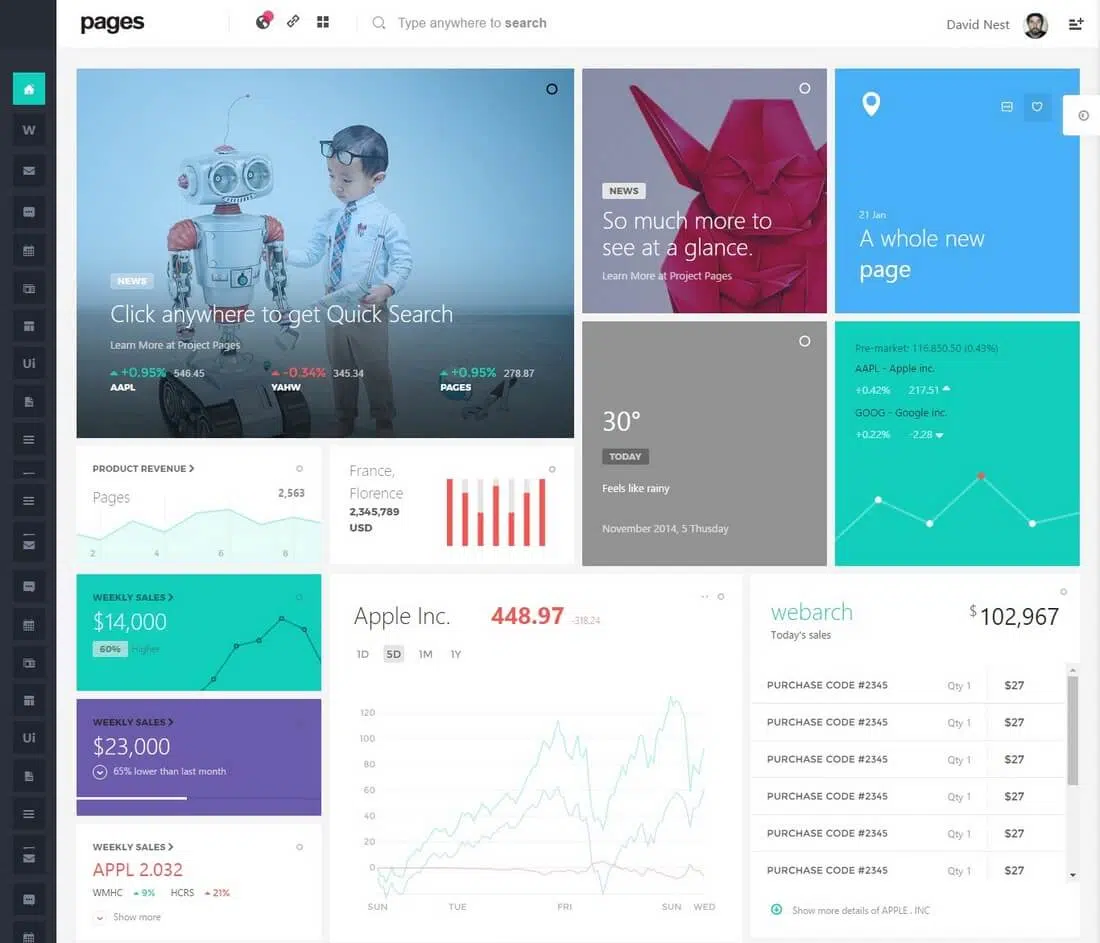 pages
Type anywhere to search
David Nest
W
Ui
Ui
NEWS
Click anywhere to get Quick Search
Learn More at Project Pages
+0.95% 546.45
AAPL
-0.34% 345.34
YAHW
+0.95% 278.87
PAGES
NEWS
So much more to
see at a glance.
Learn More at Project Pages
21 Jan
A whole new
page
30°
TODAY
Feels like rainy
November 2014, 5 Thusday
Pre-market: 116,850.50 (0.43%)
AAPL - Apple inc.
+0.42% 217.51
GOOG - Google inc.
+0.22% -2.28
PRODUCT REVENUE
Pages
2,563
2 4 6 8
France,
Florence
2,345,789
USD
WEEKLY SALES
$14,000
60% Higher
WEEKLY SALES
$23,000
65% lower than last month
WEEKLY SALES
APPL 2.032
WMHC 9% HCRS 21%
Show more
Apple Inc. 448.97 -318.24
1D 5D 1M 1Y
120
100
80
60
40
20
0
SUN TUE FRI SUN WED
webarch
Today's sales
$102,967
PURCHASE CODE #2345 Qty 1 $27
PURCHASE CODE #2345 Qty 1 $27
PURCHASE CODE #2345 Qty 1 $27
PURCHASE CODE #2345 Qty 1 $27
PURCHASE CODE #2345 Qty 1 $27
PURCHASE CODE #2345 Qty 1 $27
Show more details of APPLE . INC